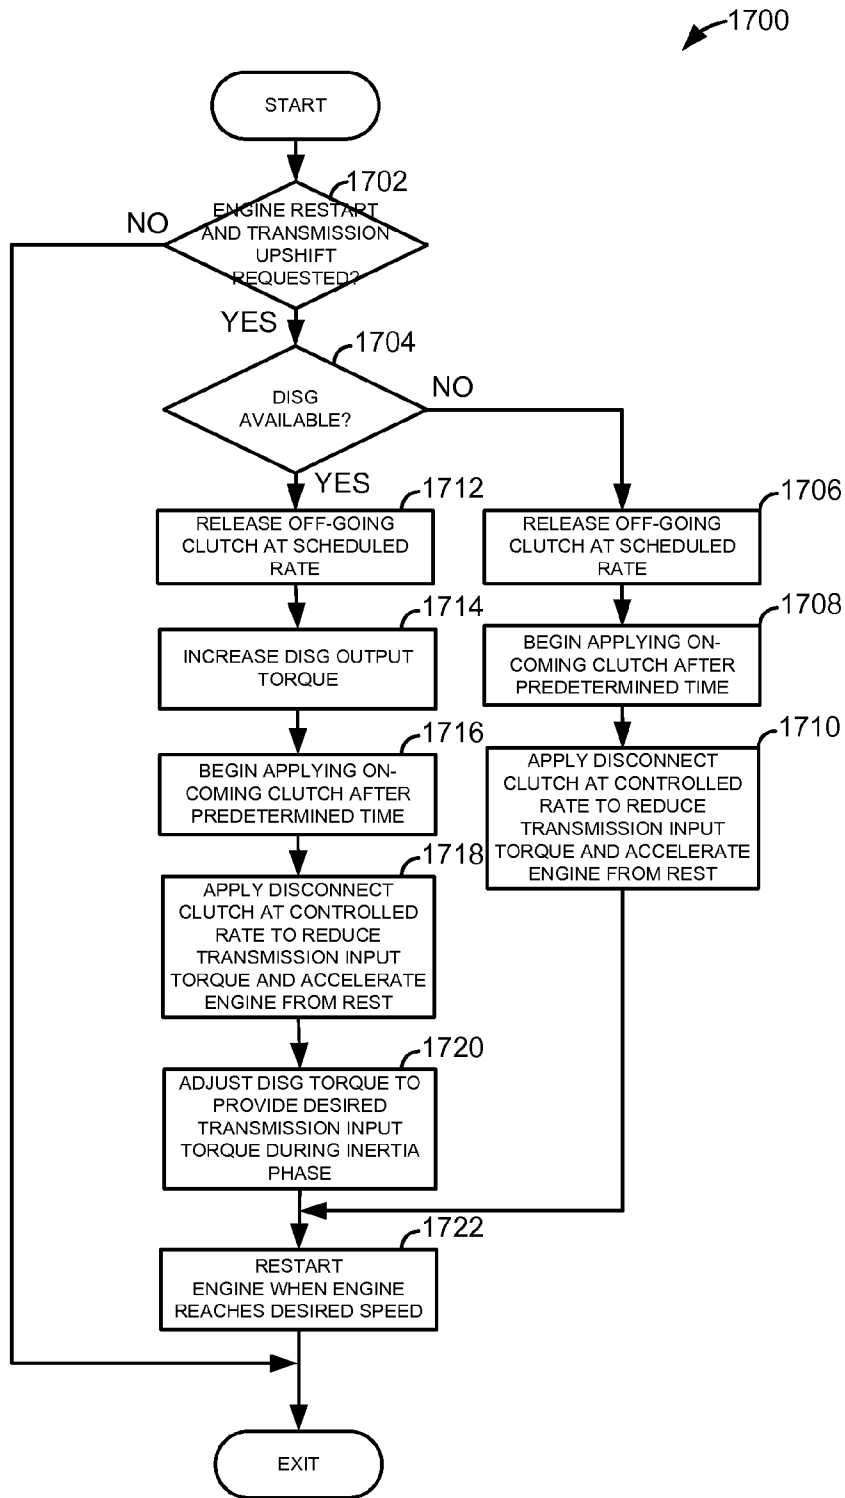 1700
START
1702
NO
ENGINE RESTART
AND TRANSMISSION
UPSHIFT
REQUESTED?
YES
1704
DISG
AVAILABLE?
NO
YES
1712
RELEASE OFF-GOING
CLUTCH AT SCHEDULED
RATE
1706
RELEASE OFF-GOING
CLUTCH AT SCHEDULED
RATE
1714
INCREASE DISG OUTPUT
TORQUE
1708
BEGIN APPLYING ON-
COMING CLUTCH AFTER
PREDETERMINED TIME
1716
BEGIN APPLYING ON-
COMING CLUTCH AFTER
PREDETERMINED TIME
1710
APPLY DISCONNECT
CLUTCH AT CONTROLLED
RATE TO REDUCE
TRANSMISSION INPUT
TORQUE AND ACCELERATE
ENGINE FROM REST
1718
APPLY DISCONNECT
CLUTCH AT CONTROLLED
RATE TO REDUCE
TRANSMISSION INPUT
TORQUE AND ACCELERATE
ENGINE FROM REST
1720
ADJUST DISG TORQUE TO
PROVIDE DESIRED
TRANSMISSION INPUT
TORQUE DURING INERTIA
PHASE
1722
RESTART
ENGINE WHEN ENGINE
REACHES DESIRED SPEED
EXIT